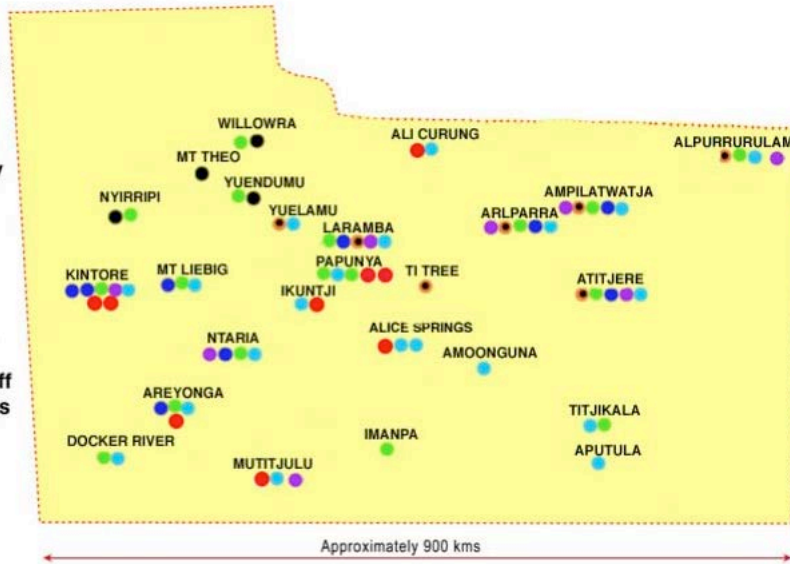 WILLOWRA
ALI CURUNG
ALPURRURULAM
MT THEO
YUENDUMU
NYIRRIPI
AMPILATWATJA
YUELAMU
ARLPARRA
LARAMBA
PAPUNYA
TI TREE
KINTORE
MT LIEBIG
ATITJERE
IKUNTJI
ALICE SPRINGS
NTARIA
AMOONGUNA
ff
AREYONGA
s
TITJIKALA
DOCKER RIVER
IMANPA
APUTULA
MUTITJULU
Approximately 900 kms